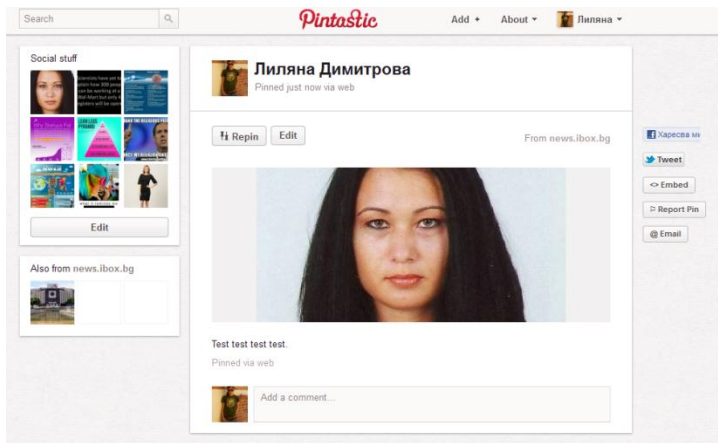 Search
Pintastic
Add +
About
Лиляна
Social stuff
Edit
Also from news.ibox.bg
Лиляна Димитрова
Pinned just now via web
Repin
Edit
From news.ibox.bg
Test test test test.
Pinned via web
Add a comment...
Харесва ми
Tweet
<> Embed
Report Pin
@ Email